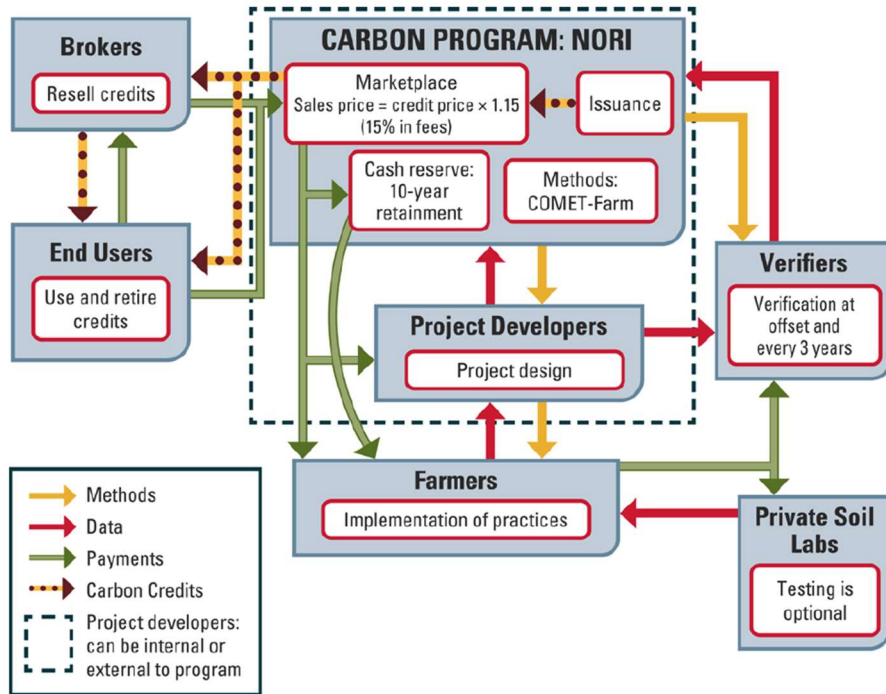 Brokers
Resell credits
CARBON PROGRAM: NORI
Marketplace
Sales price = credit price × 1.15
(15% in fees)
Issuance
Cash reserve:
10-year
retainment
Methods:
COMET-Farm
End Users
Use and retire
credits
Project Developers
Project design
Verifiers
Verification at
offset and
every 3 years
Farmers
Implementation of practices
Private Soil
Labs
Testing is
optional
Methods
Data
Payments
Carbon Credits
Project developers:
can be internal or
external to program